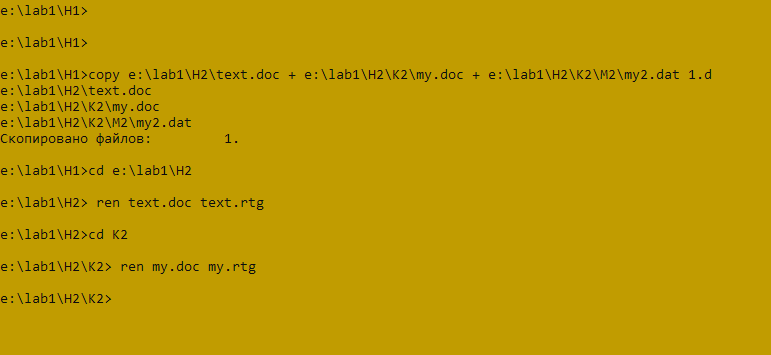 e:\lab1\H1>
e:\lab1\H1>
e:\lab1\H1>copy e:\lab1\H2\text.doc + e:\lab1\H2\K2\my.doc + e:\lab1\H2\K2\M2\my2.dat 1.d
e:\lab1\H2\text.doc
e:\lab1\H2\K2\my.doc
e:\lab1\H2\K2\M2\my2.dat
Скопировано файлов:         1.
e:\lab1\H1>cd e:\lab1\H2
e:\lab1\H2> ren text.doc text.rtg
e:\lab1\H2>cd K2
e:\lab1\H2\K2> ren my.doc my.rtg
e:\lab1\H2\K2>